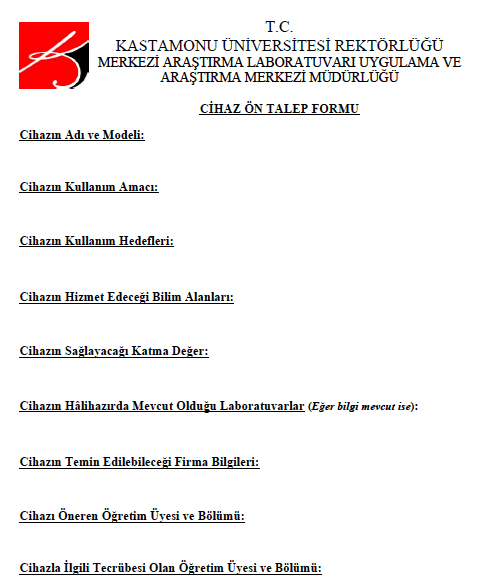 T.C.
KASTAMONU ÜNİVERSİTESİ REKTÖRLÜĞÜ
MERKEZİ ARAŞTIRMA LABORATUVARI UYGULAMA VE
ARAŞTIRMA MERKEZİ MÜDÜRLÜĞÜ
CİHAZ ÖN TALEP FORMU
Cihazın Adı ve Modeli:
Cihazın Kullanım Amacı:
Cihazın Kullanım Hedefleri:
Cihazın Hizmet Edeceği Bilim Alanları:
Cihazın Sağlayacağı Katma Değer:
Cihazın Hâlihazırda Mevcut Olduğu Laboratuvarlar (Eğer bilgi mevcut ise):
Cihazın Temin Edilebileceği Firma Bilgileri:
Cihazı Öneren Öğretim Üyesi ve Bölümü:
Cihazla İlgili Tecrübesi Olan Öğretim Üyesi ve Bölümü: